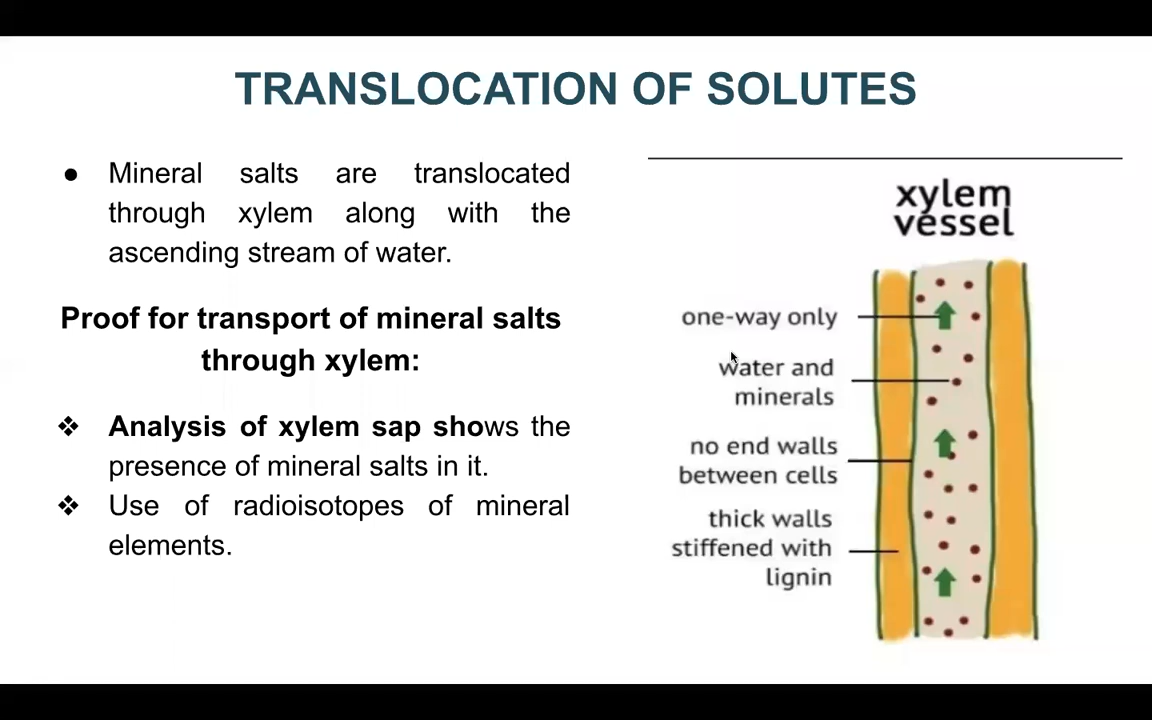 TRANSLOCATION OF SOLUTES
● Mineral salts are translocated
through xylem along with the
ascending stream of water.
Proof for transport of mineral salts
through xylem:
❖ Analysis of xylem sap shows the
presence of mineral salts in it.
❖ Use of radioisotopes of mineral
elements.
xylem
vessel
one-way only
water and
minerals
no end walls
between cells
thick walls
stiffened with
lignin